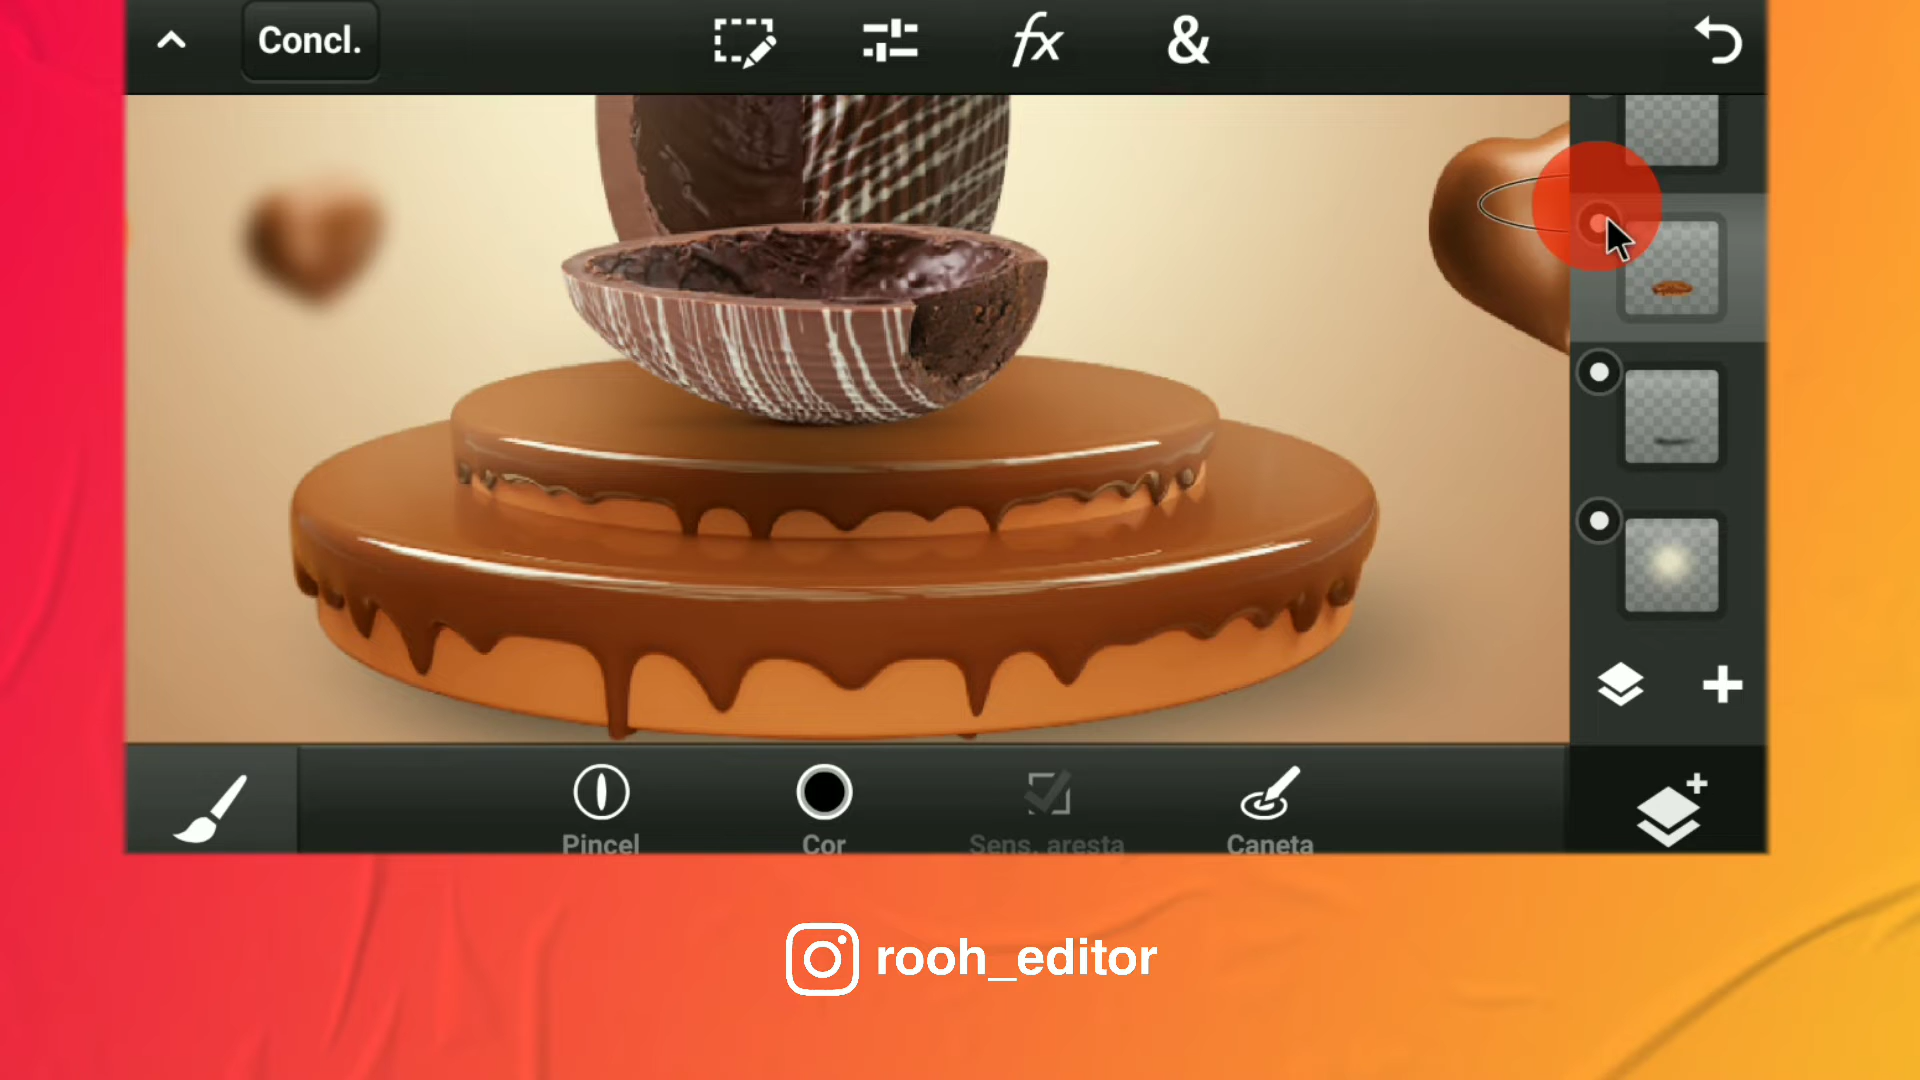 Concl.
fx
&
Pincel
Cor
Sens. aresta
Caneta
rooh_editor